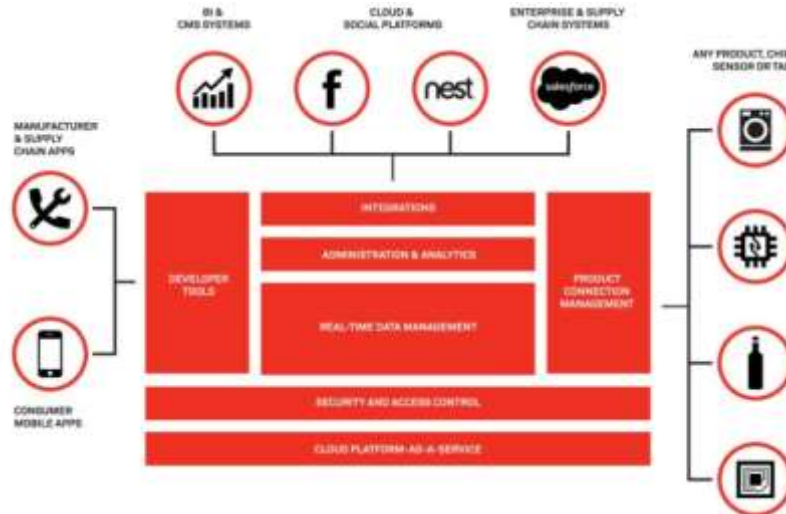 BI &
CMS SYSTEMS
CLOUD &
SOCIAL PLATFORMS
ENTERPRISE & SUPPLY
CHAIN SYSTEMS
ANY PRODUCT, CHI
SENSOR OR TA
f
nest
salesforce
MANUFACTURER
& SUPPLY
CHAIN APPS
INTEGRATIONS
ADMINISTRATION & ANALYTICS
DEVELOPER
TOOLS
PRODUCT
CONNECTION
MANAGEMENT
REAL-TIME DATA MANAGEMENT
CONSUMER
MOBILE APPS
SECURITY AND ACCESS CONTROL
CLOUD PLATFORM-AS-A-SERVICE